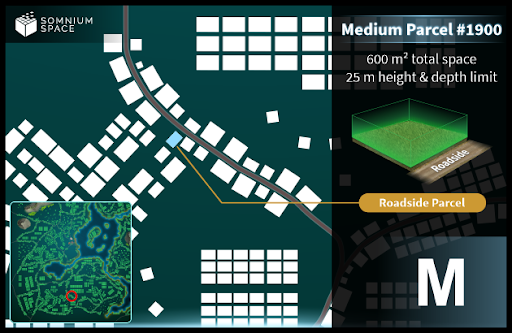 SOMNIUM
SPACE
Medium Parcel #1900
600 m² total space
25 m height & depth limit
Roadside
Roadside Parcel
M